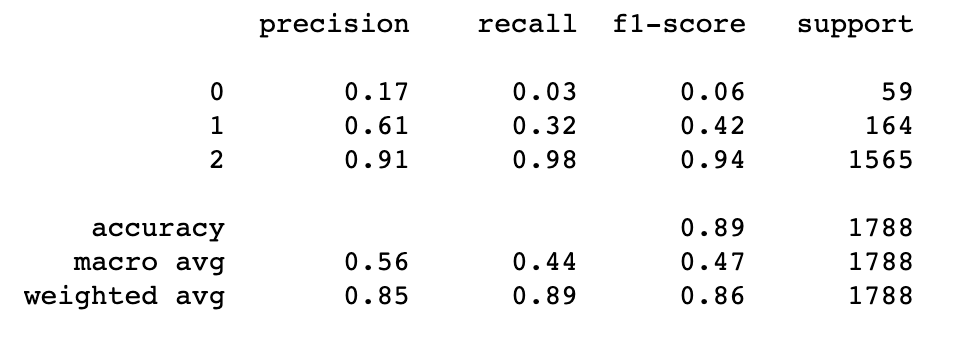 precision recall f1-score support
0 0.17 0.03 0.06 59
1 0.61 0.32 0.42 164
2 0.91 0.98 0.94 1565
accuracy 0.89 1788
macro avg 0.56 0.44 0.47 1788
weighted avg 0.85 0.89 0.86 1788